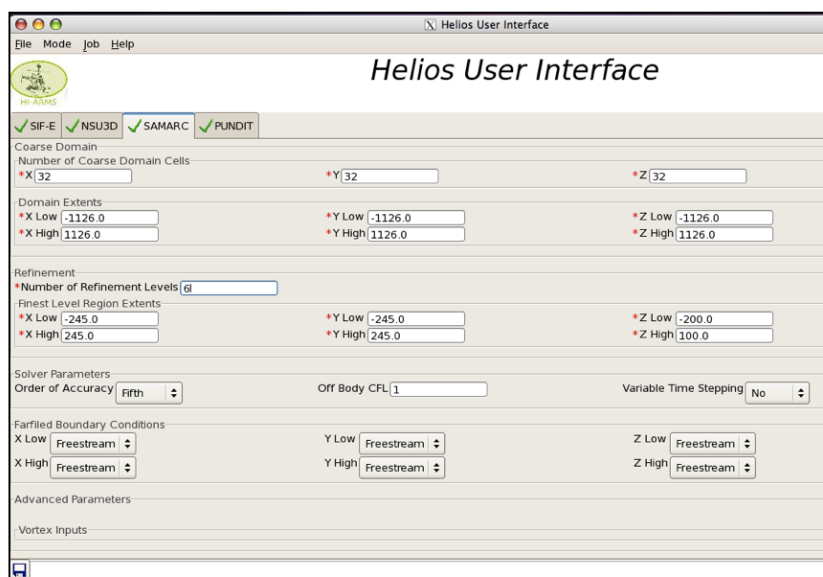 X Helios User Interface
File Mode Job Help
Helios User Interface
HI-ARMS
SIF-E NSU3D SAMARC PUNDIT
Coarse Domain
Number of Coarse Domain Cells
*X 32 *Y 32 *Z 32
Domain Extents
*X Low -1126.0 *Y Low -1126.0 *Z Low -1126.0
*X High 1126.0 *Y High 1126.0 *Z High 1126.0
Refinement
*Number of Refinement Levels 6
Finest Level Region Extents
*X Low -245.0 *Y Low -245.0 *Z Low -200.0
*X High 245.0 *Y High 245.0 *Z High 100.0
Solver Parameters
Order of Accuracy Fifth Off Body CFL 1 Variable Time Stepping No
Farfiled Boundary Conditions
X Low Freestream Y Low Freestream Z Low Freestream
X High Freestream Y High Freestream Z High Freestream
Advanced Parameters
Vortex Inputs